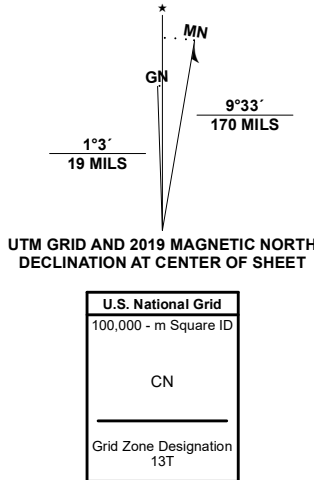 ★
MN
GN
9°33´
170 MILS
1°3´
19 MILS
UTM GRID AND 2019 MAGNETIC NORTH
DECLINATION AT CENTER OF SHEET
U.S. National Grid
100,000 - m Square ID
CN
Grid Zone Designation
13T